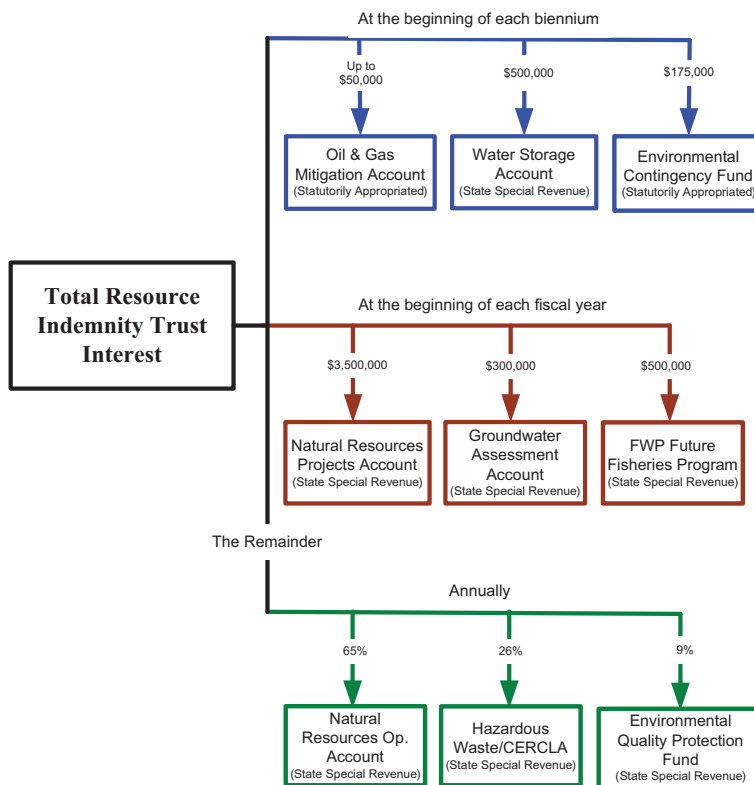 At the beginning of each biennium
Up to
$50,000
$500,000
$175,000
Oil & Gas
Mitigation Account
(Statutorily Appropriated)
Water Storage
Account
(State Special Revenue)
Environmental
Contingency Fund
(Statutorily Appropriated)
Total Resource
Indemnity Trust
Interest
At the beginning of each fiscal year
$3,500,000
$300,000
$500,000
Natural Resources
Projects Account
(State Special Revenue)
Groundwater
Assessment
Account
(State Special Revenue)
FWP Future
Fisheries Program
(State Special Revenue)
The Remainder
Annually
65%
26%
9%
Natural
Resources Op.
Account
(State Special Revenue)
Hazardous
Waste/CERCLA
(State Special Revenue)
Environmental
Quality Protection
Fund
(State Special Revenue)